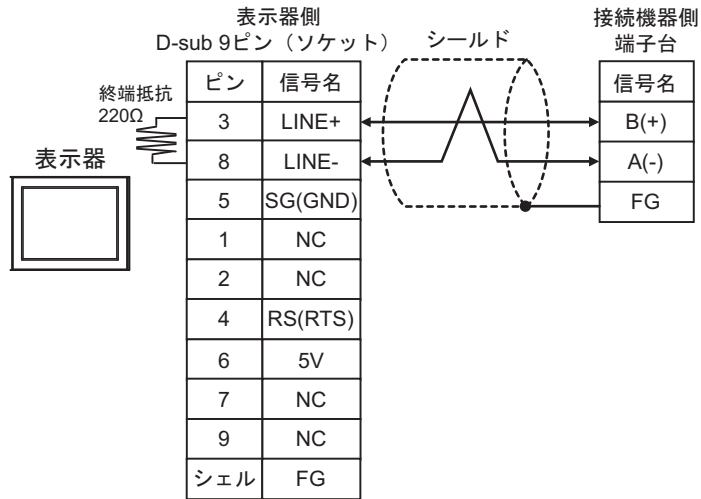 表示器側
D-sub 9ピン（ソケット）
シールド
接続機器側
端子台
終端抵抗
220Ω
表示器
ピン 信号名
3 LINE+
8 LINE-
5 SG(GND)
1 NC
2 NC
4 RS(RTS)
6 5V
7 NC
9 NC
シェル FG
信号名
B(+)
A(-)
FG